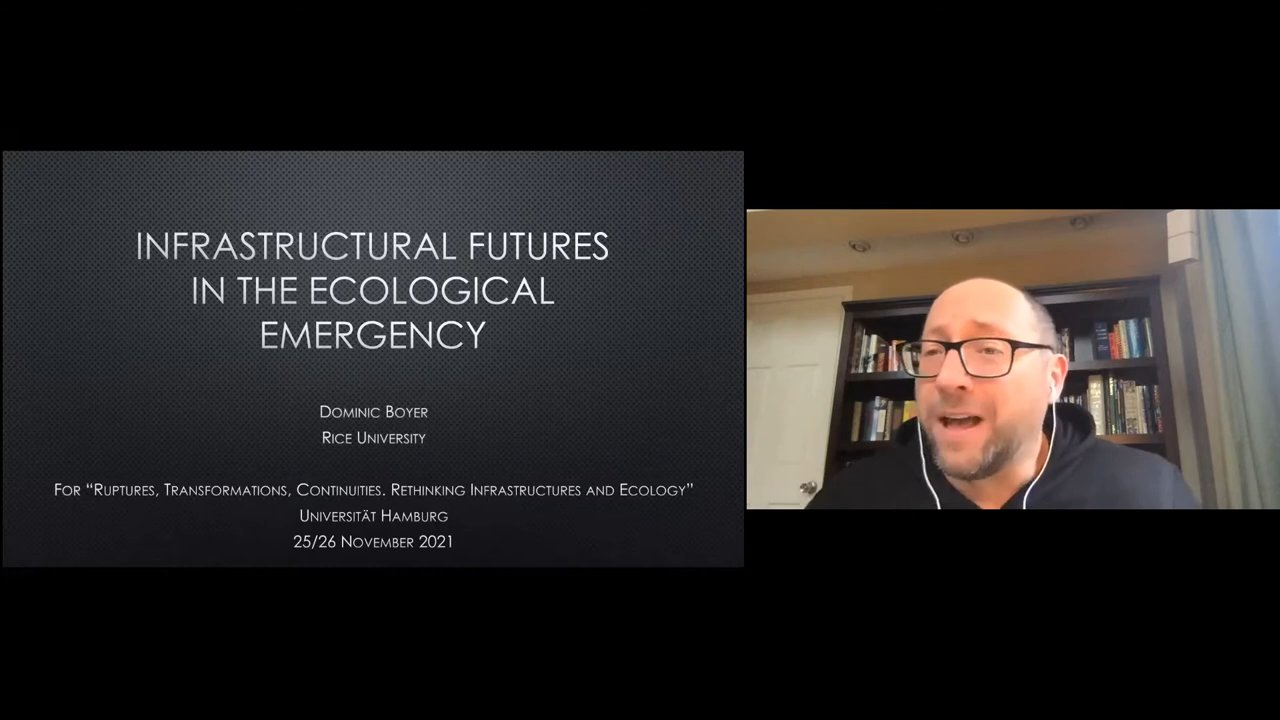 INFRASTRUCTURAL FUTURES
IN THE ECOLOGICAL
EMERGENCY
DOMINIC BOYER
RICE UNIVERSITY
FOR “RUPTURES, TRANSFORMATIONS, CONTINUITIES. RETHINKING INFRASTRUCTURES AND ECOLOGY”
UNIVERSITÄT HAMBURG
25/26 NOVEMBER 2021